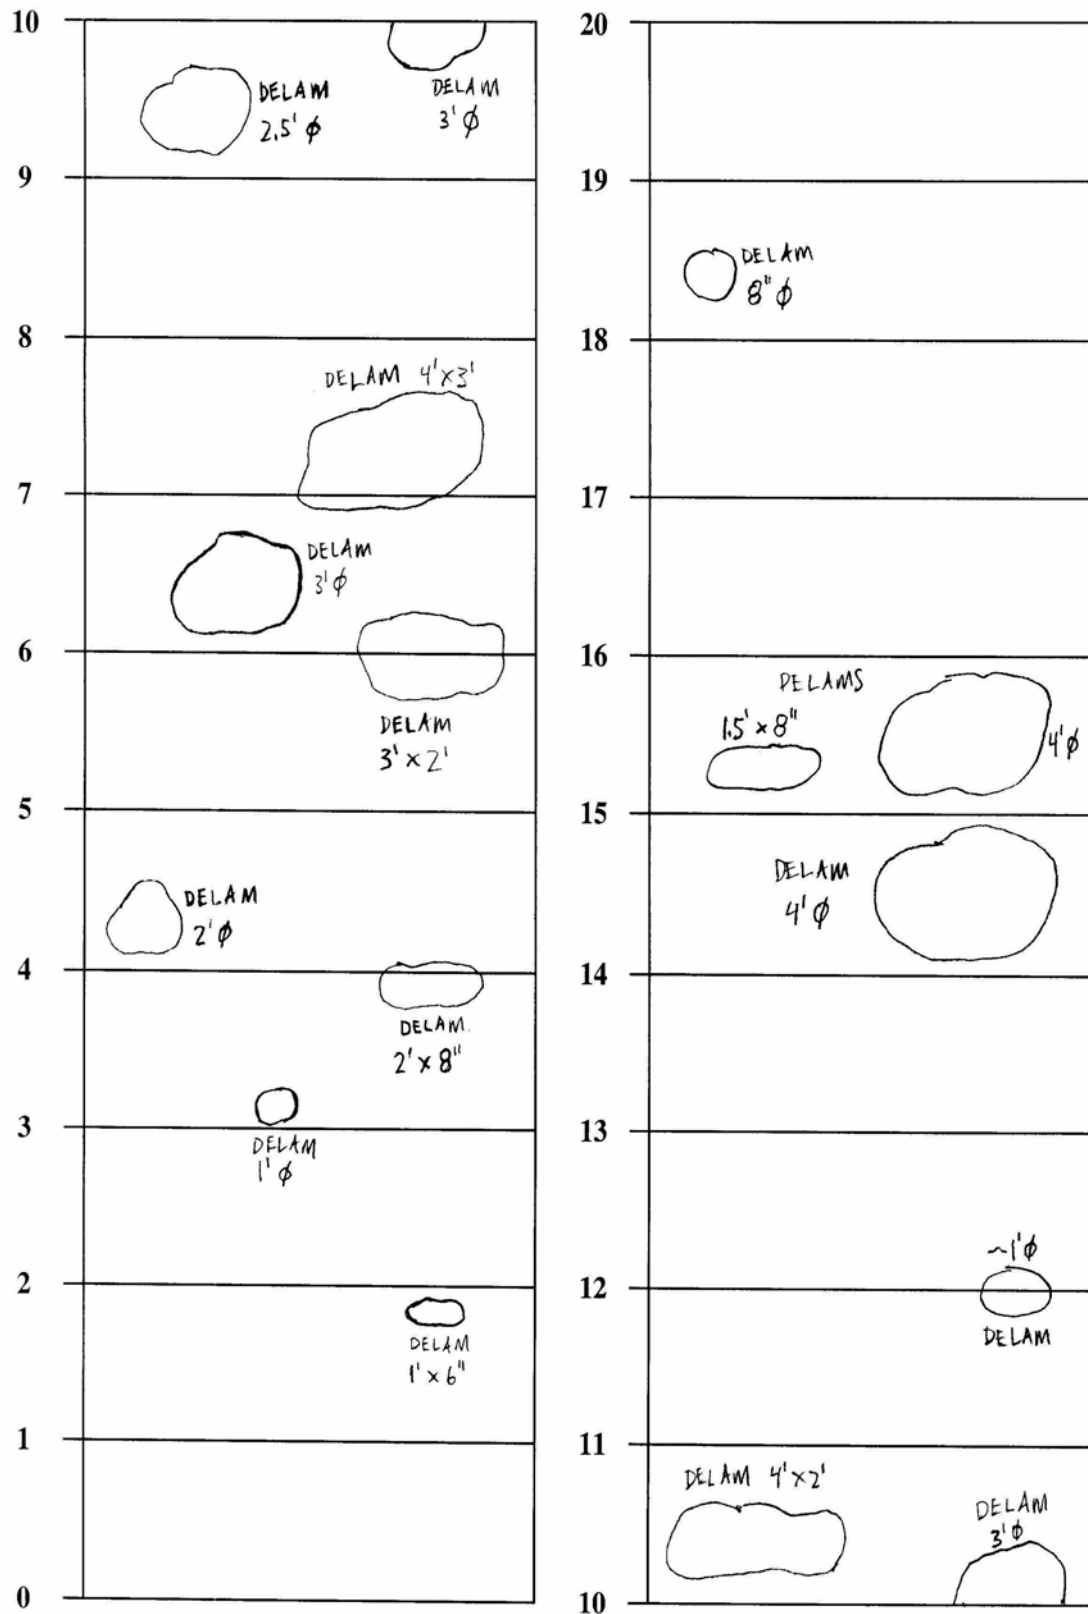 10
DELAM
2.5' ϕ
DELAM
3' ϕ
9
8
DELAM 4'×3'
7
DELAM
3' ϕ
6
DELAM
3' × 2'
5
DELAM
2' ϕ
4
DELAM.
2' × 8"
3
DELAM
1' ϕ
2
DELAM
1' × 6"
1
0
20
19
DELAM
8" ϕ
18
17
16
DELAMS
1.5' × 8"
4' ϕ
15
DELAM
4' ϕ
14
13
~1' ϕ
12
DELAM
11
DELAM 4'×2'
DELAM
3' ϕ
10